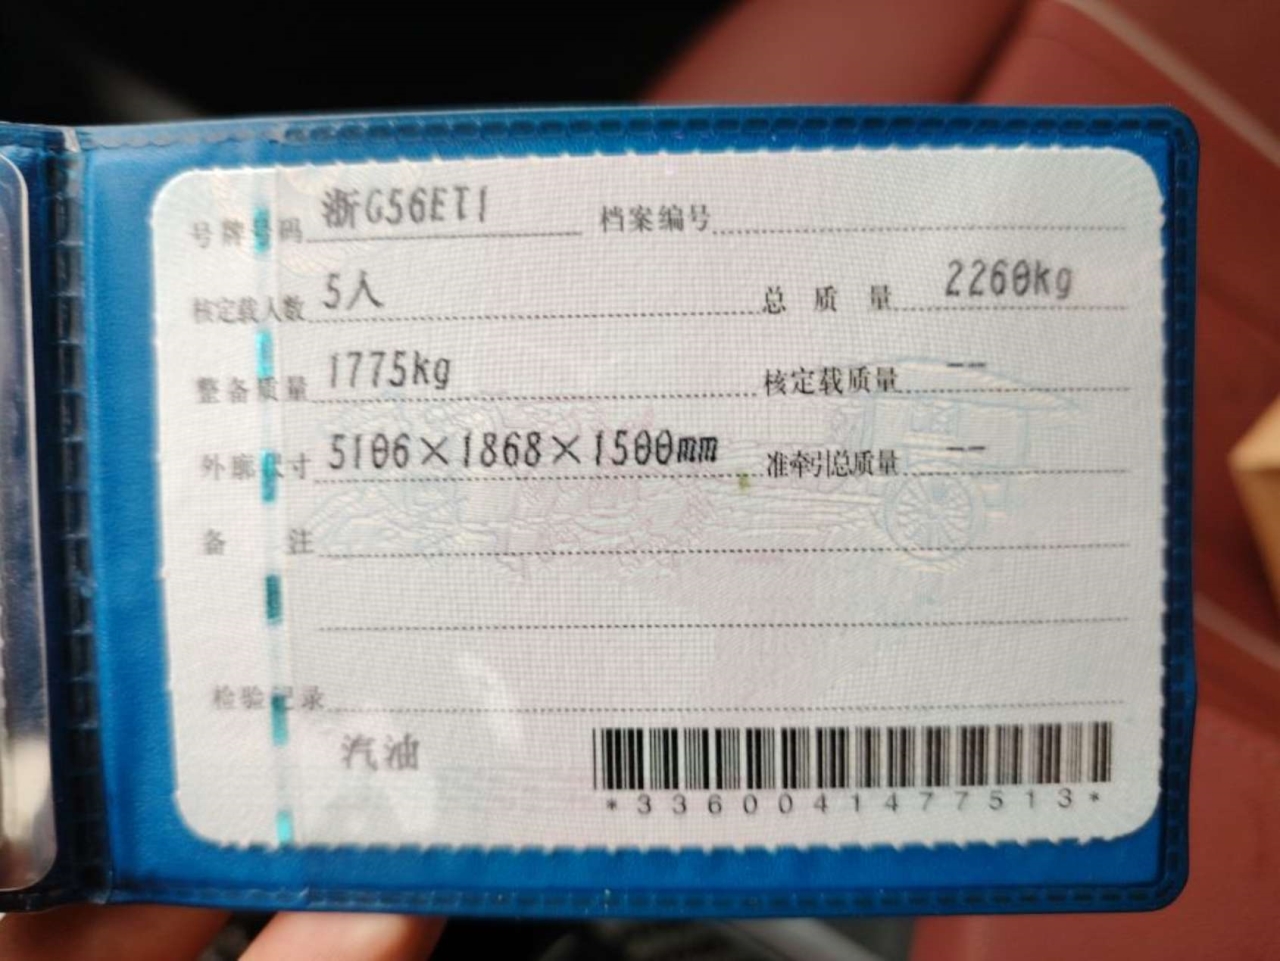 号牌号码 浙G56ET1 档案编号
核定载人数 5人 总质量 2260kg
整备质量 1775kg 核定载质量 --
外廓尺寸 5106×1868×1500mm 准牵引总质量 --
备注
检验记录
汽油
*3360041477513*